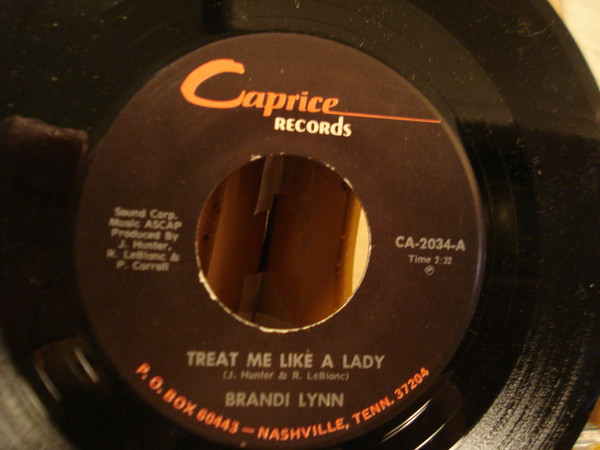 Caprice
RECORds
Sound Corp.
Music ASCAP
Produced By
J. Hunter,
R. LeBlanc &
P. Carroll
CA-2034-A
Time 2:32
Ⓟ
TREAT ME LIKE A LADY
(J. Hunter & R. LeBlanc)
BRANDI LYNN
P.O. BOX 60443 — NASHVILLE, TENN. 37204